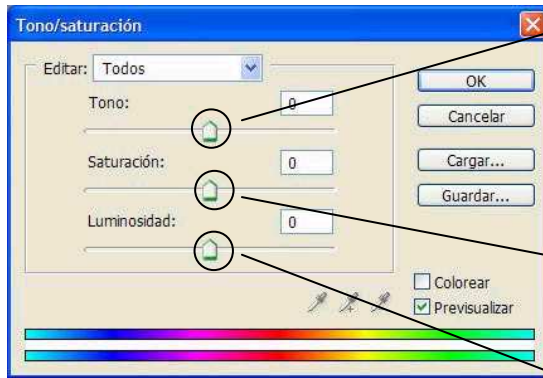 Tono/saturación
Editar: Todos
Tono: 0
Saturación: 0
Luminosidad: 0
OK
Cancelar
Cargar...
Guardar...
Colorear
Previsualizar